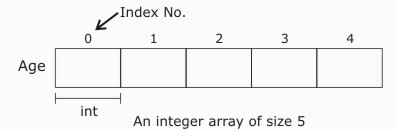 Index No.
0 1 2 3 4
Age
int
An integer array of size 5